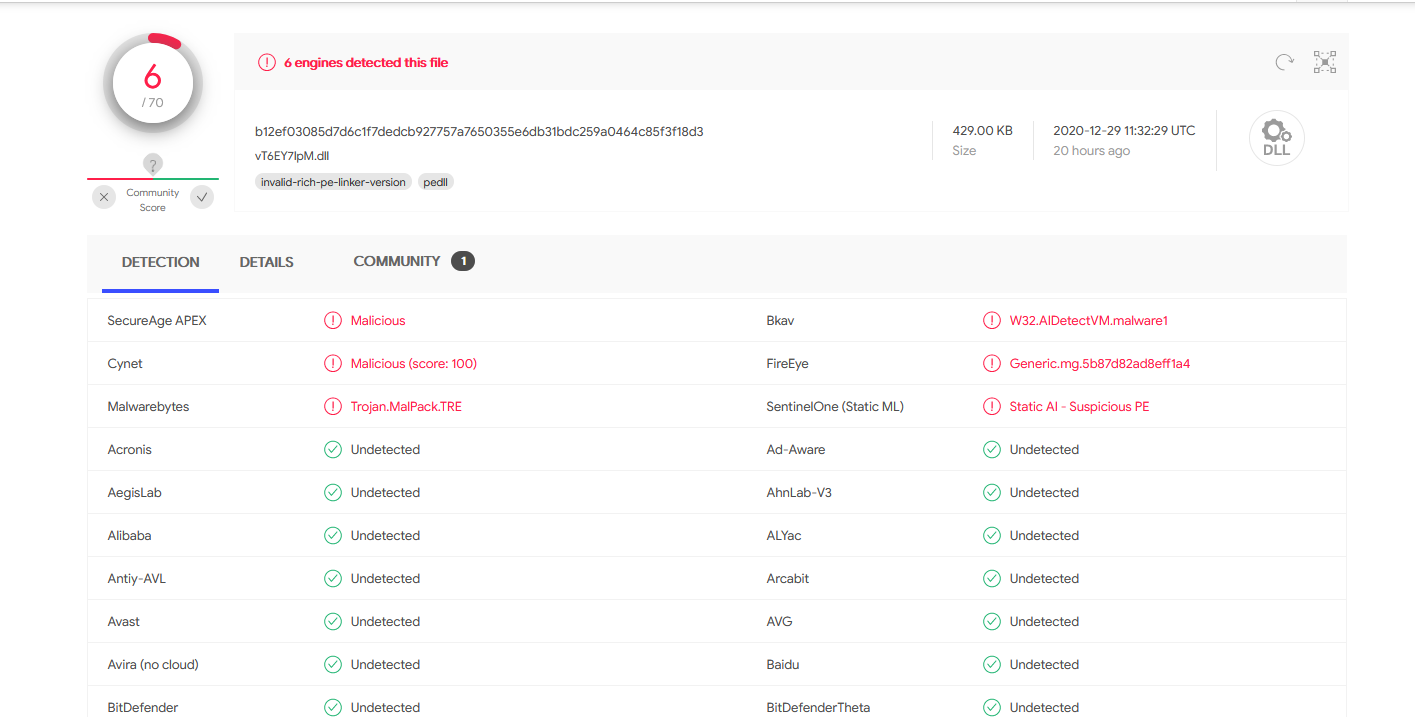 6
/ 70
?
Community
Score
6 engines detected this file
b12ef03085d7d6c1f7dedcb927757a7650355e6db31bdc259a0464c85f3f18d3
vT6EY7IpM.dll
invalid-rich-pe-linker-version pedll
429.00 KB
Size
2020-12-29 11:32:29 UTC
20 hours ago
DLL
DETECTION DETAILS COMMUNITY 1
SecureAge APEX Malicious Bkav W32.AIDetectVM.malware1
Cynet Malicious (score: 100) FireEye Generic.mg.5b87d82ad8eff1a4
Malwarebytes Trojan.MalPack.TRE SentinelOne (Static ML) Static AI - Suspicious PE
Acronis Undetected Ad-Aware Undetected
AegisLab Undetected AhnLab-V3 Undetected
Alibaba Undetected ALYac Undetected
Antiy-AVL Undetected Arcabit Undetected
Avast Undetected AVG Undetected
Avira (no cloud) Undetected Baidu Undetected
BitDefender Undetected BitDefenderTheta Undetected